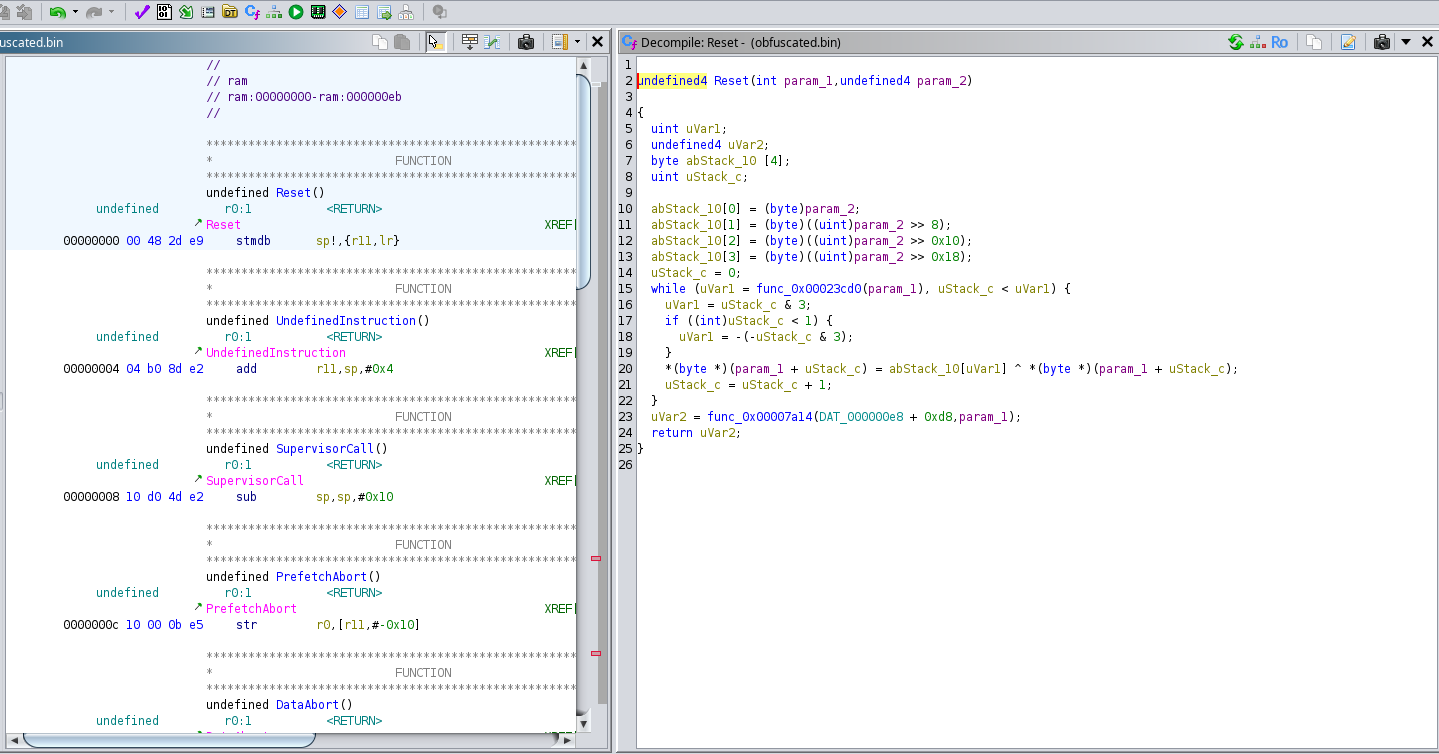 uscated.bin
//
// ram
// ram:00000000-ram:000000eb
//
*****************************************************
* FUNCTION
*****************************************************
undefined Reset()
undefined r0:1 <RETURN>
Reset XREF[
00000000 00 48 2d e9 stmdb sp!,{r11,lr}
*****************************************************
* FUNCTION
*****************************************************
undefined UndefinedInstruction()
undefined r0:1 <RETURN>
UndefinedInstruction XREF[
00000004 04 b0 8d e2 add r11,sp,#0x4
*****************************************************
* FUNCTION
*****************************************************
undefined SupervisorCall()
undefined r0:1 <RETURN>
SupervisorCall XREF[
00000008 10 d0 4d e2 sub sp,sp,#0x10
*****************************************************
* FUNCTION
*****************************************************
undefined PrefetchAbort()
undefined r0:1 <RETURN>
PrefetchAbort XREF[
0000000c 10 00 0b e5 str r0,[r11,#-0x10]
*****************************************************
* FUNCTION
*****************************************************
undefined DataAbort()
undefined r0:1 <RETURN>
Decompile: Reset - (obfuscated.bin)
Ro
1
2 undefined4 Reset(int param_1,undefined4 param_2)
3
4 {
5 uint uVar1;
6 undefined4 uVar2;
7 byte abStack_10 [4];
8 uint uStack_c;
9
10 abStack_10[0] = (byte)param_2;
11 abStack_10[1] = (byte)((uint)param_2 >> 8);
12 abStack_10[2] = (byte)((uint)param_2 >> 0x10);
13 abStack_10[3] = (byte)((uint)param_2 >> 0x18);
14 uStack_c = 0;
15 while (uVar1 = func_0x00023cd0(param_1), uStack_c < uVar1) {
16 uVar1 = uStack_c & 3;
17 if ((int)uStack_c < 1) {
18 uVar1 = -(-uStack_c & 3);
19 }
20 *(byte *)(param_1 + uStack_c) = abStack_10[uVar1] ^ *(byte *)(param_1 + uStack_c);
21 uStack_c = uStack_c + 1;
22 }
23 uVar2 = func_0x00007a14(DAT_000000e8 + 0xd8,param_1);
24 return uVar2;
25 }
26